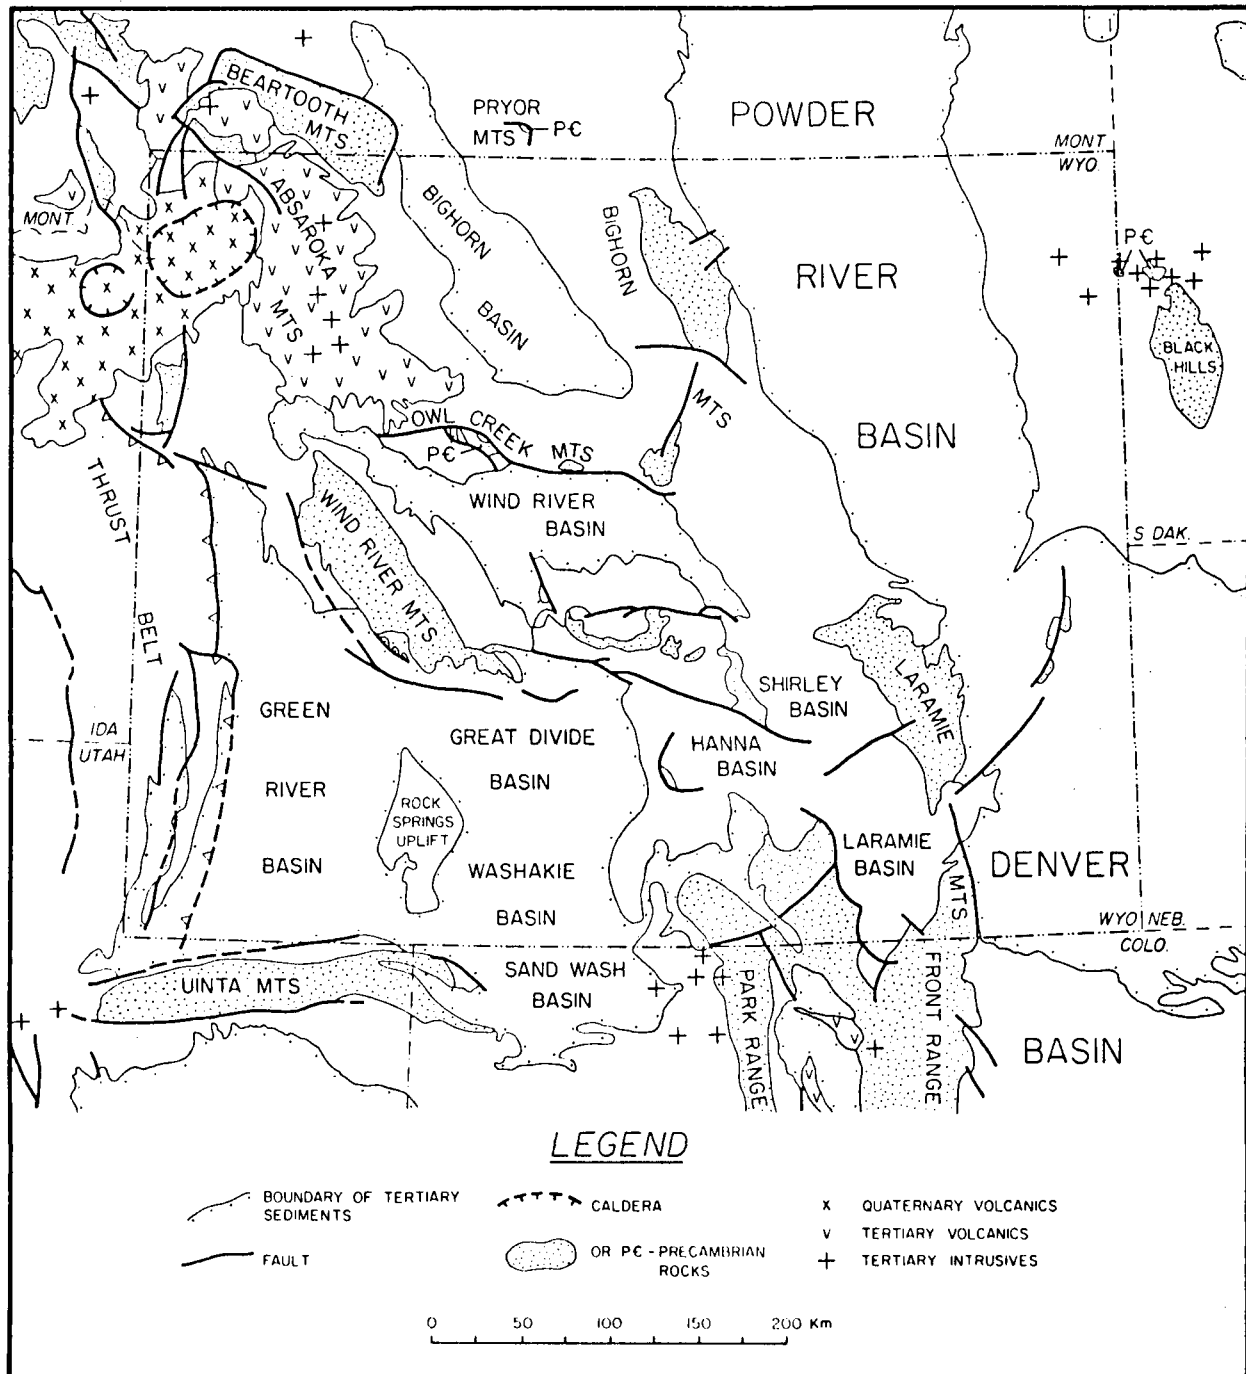 BEARTOOTH
MTS.
PRYOR
MTS
P€
POWDER
MONT
WYO.
MONT.
ABSAROKA
MTS
BIGHORN
BASIN
BIGHORN
MTS
RIVER
P€
BLACK
HILLS
BASIN
OWL CREEK MTS
P€
THRUST
BELT
WIND RIVER MTS
WIND RIVER
BASIN
S DAK.
LARAMIE
MTS
SHIRLEY
BASIN
GREEN
RIVER
BASIN
GREAT DIVIDE
BASIN
HANNA
BASIN
IDA
UTAH
ROCK
SPRINGS
UPLIFT
WASHAKIE
BASIN
LARAMIE
BASIN
DENVER
BASIN
WYO NEB.
COLO.
UINTA MTS
SAND WASH
BASIN
PARK RANGE
FRONT RANGE
LEGEND
BOUNDARY OF TERTIARY
SEDIMENTS
FAULT
CALDERA
OR P€ - PRECAMBRIAN
ROCKS
x QUATERNARY VOLCANICS
v TERTIARY VOLCANICS
+ TERTIARY INTRUSIVES
0 50 100 150 200 Km